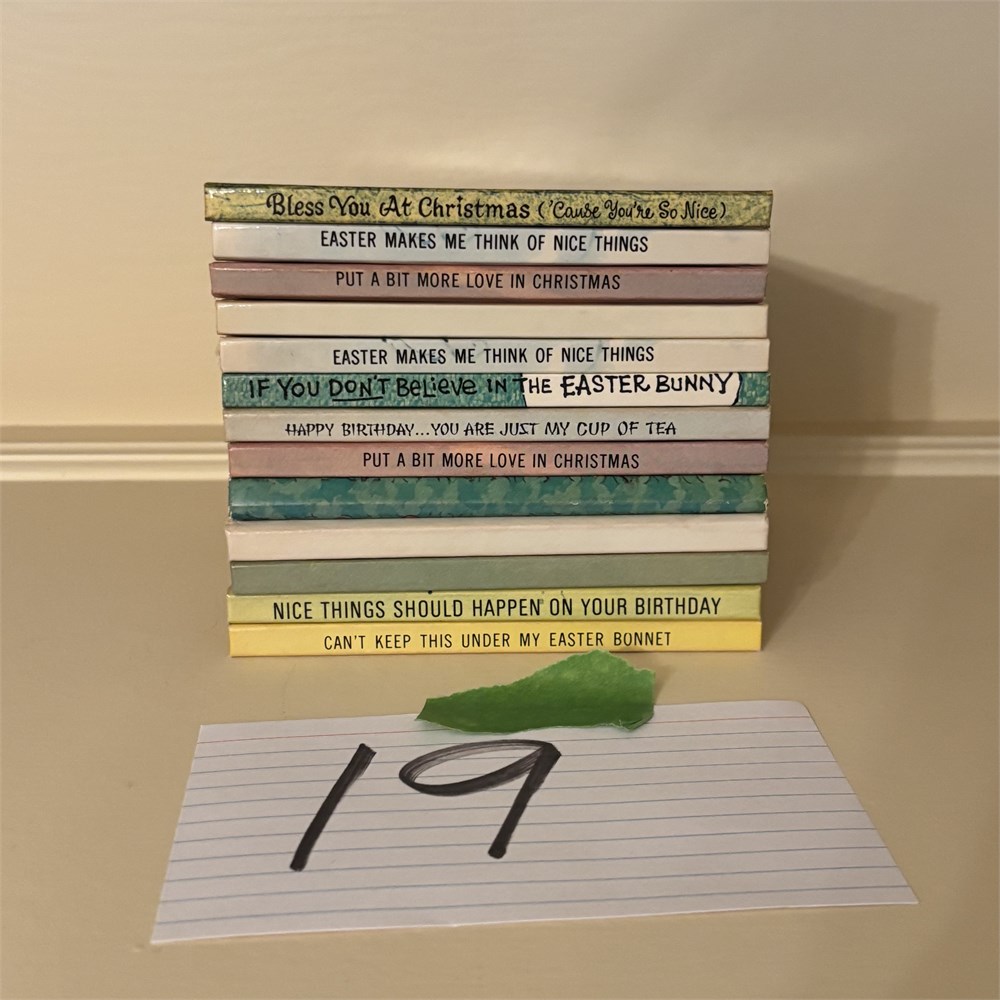 Bless You At Christmas ('Cause You're So Nice)
EASTER MAKES ME THINK OF NICE THINGS
PUT A BIT MORE LOVE IN CHRISTMAS
EASTER MAKES ME THINK OF NICE THINGS
IF YOU DON'T BELIEVE IN THE EASTER BUNNY
HAPPY BIRTHDAY...YOU ARE JUST MY CUP OF TEA
PUT A BIT MORE LOVE IN CHRISTMAS
NICE THINGS SHOULD HAPPEN ON YOUR BIRTHDAY
CAN'T KEEP THIS UNDER MY EASTER BONNET
19